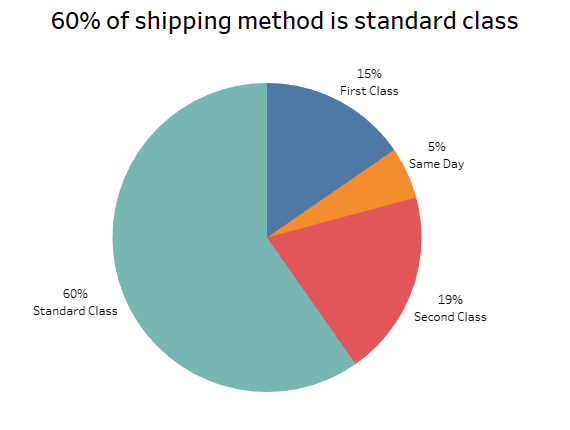 60% of shipping method is standard class
15%
First Class
5%
Same Day
19%
Second Class
60%
Standard Class